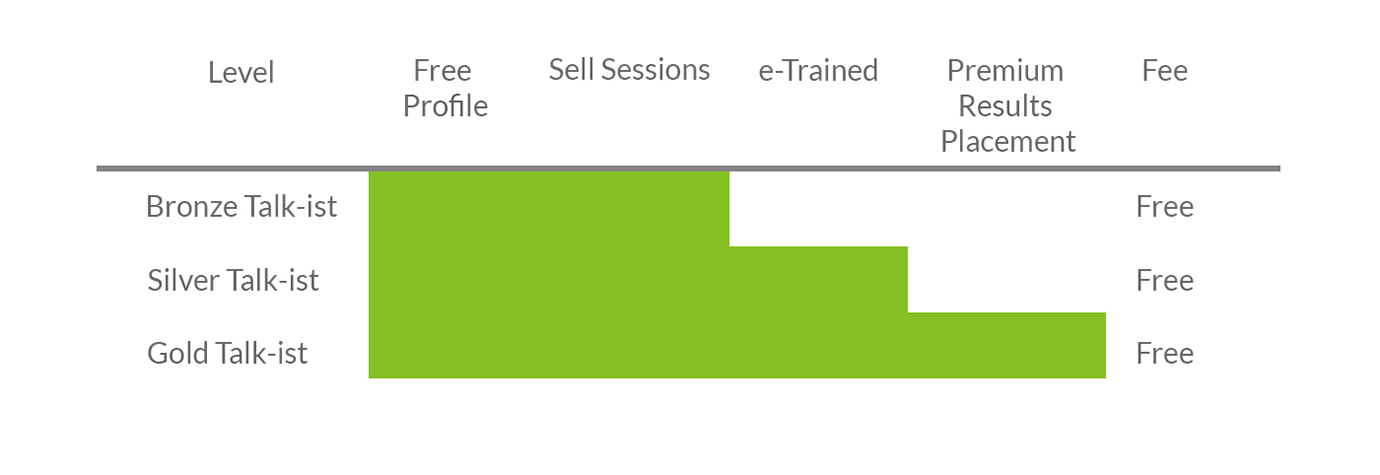 Level
Free
Profile
Sell Sessions
e-Trained
Premium
Results
Placement
Fee
Bronze Talk-ist
Free
Silver Talk-ist
Free
Gold Talk-ist
Free